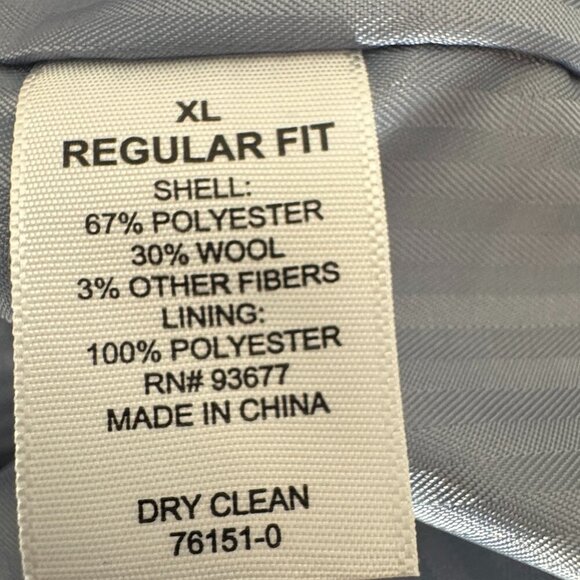 XL
REGULAR FIT
SHELL:
67% POLYESTER
30% WOOL
3% OTHER FIBERS
LINING:
100% POLYESTER
RN# 93677
MADE IN CHINA
DRY CLEAN
76151-0